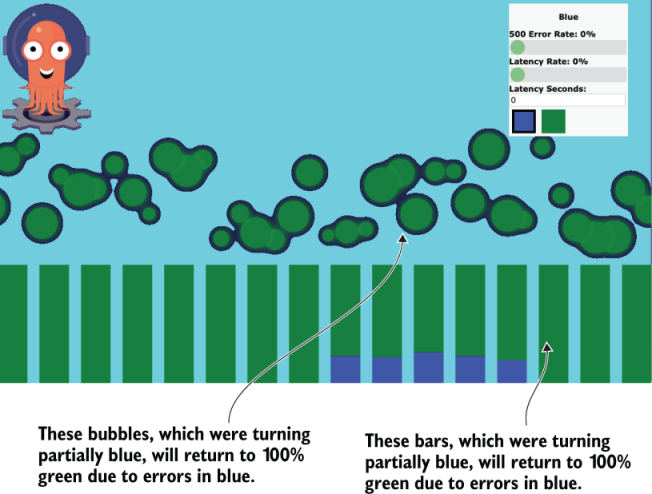 Blue
500 Error Rate: 0%
Latency Rate: 0%
Latency Seconds:
0
These bubbles, which were turning
partially blue, will return to 100%
green due to errors in blue.
These bars, which were turning
partially blue, will return to 100%
green due to errors in blue.